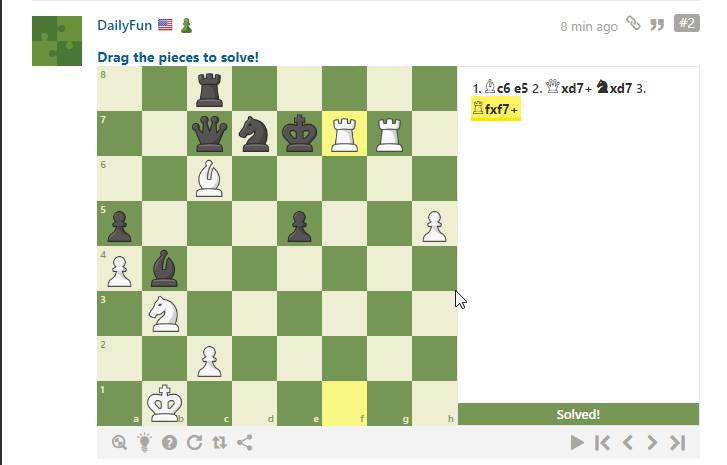 DailyFun
8 min ago
#2
Drag the pieces to solve!
8
7
6
5
4
3
2
1
a b c d e f g h
1. ♗c6 e5 2. ♕xd7+ ♞xd7 3.
♖fxf7+
Solved!